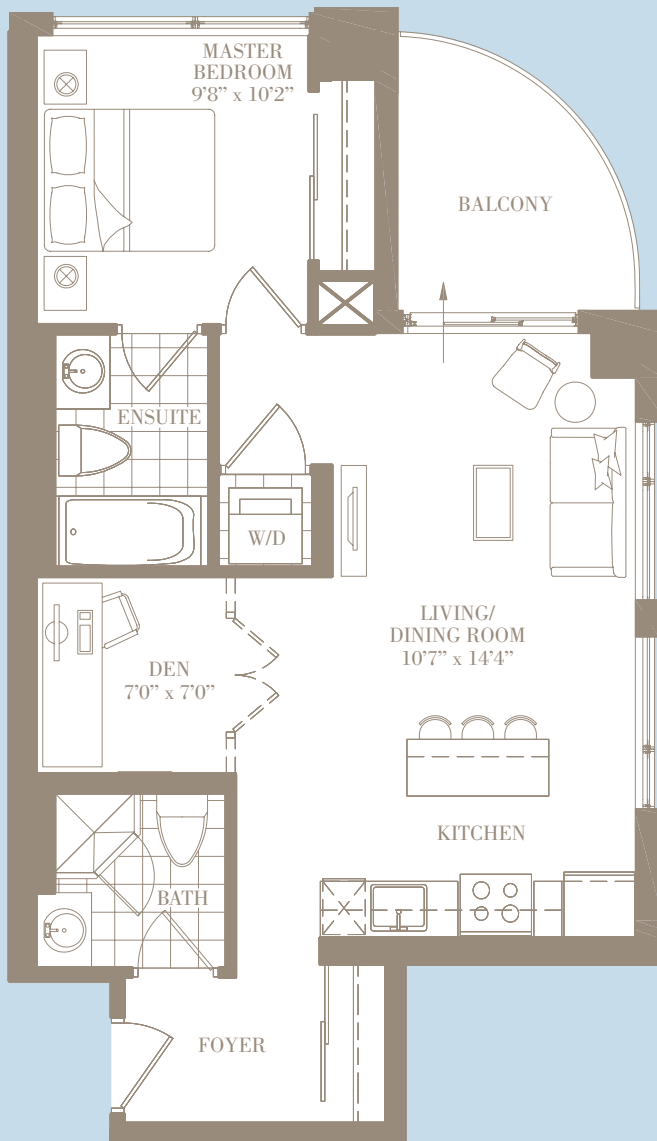 MASTER
BEDROOM
9’8” x 10’2”
BALCONY
ENSUITE
W/D
LIVING/
DINING ROOM
10’7” x 14’4”
DEN
7’0” x 7’0”
KITCHEN
BATH
FOYER